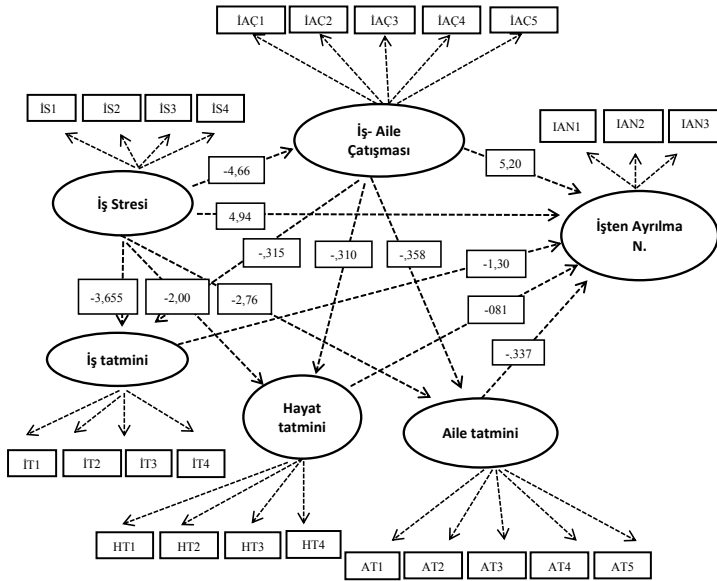 İAÇ1 İAÇ2 İAÇ3 İAÇ4 İAÇ5
İS1 İS2 İS3 İS4
IAN1 IAN2 IAN3
İş- Aile
Çatışması
-4,66
5,20
İş Stresi
4,94
İşten Ayrılma
N.
-,315
-,310
-,358
-1,30
-3,655
-2,00
-2,76
-081
-,337
İş tatmini
Hayat
tatmini
Aile tatmini
İT1 İT2 İT3 İT4
HT1 HT2 HT3 HT4
AT1 AT2 AT3 AT4 AT5